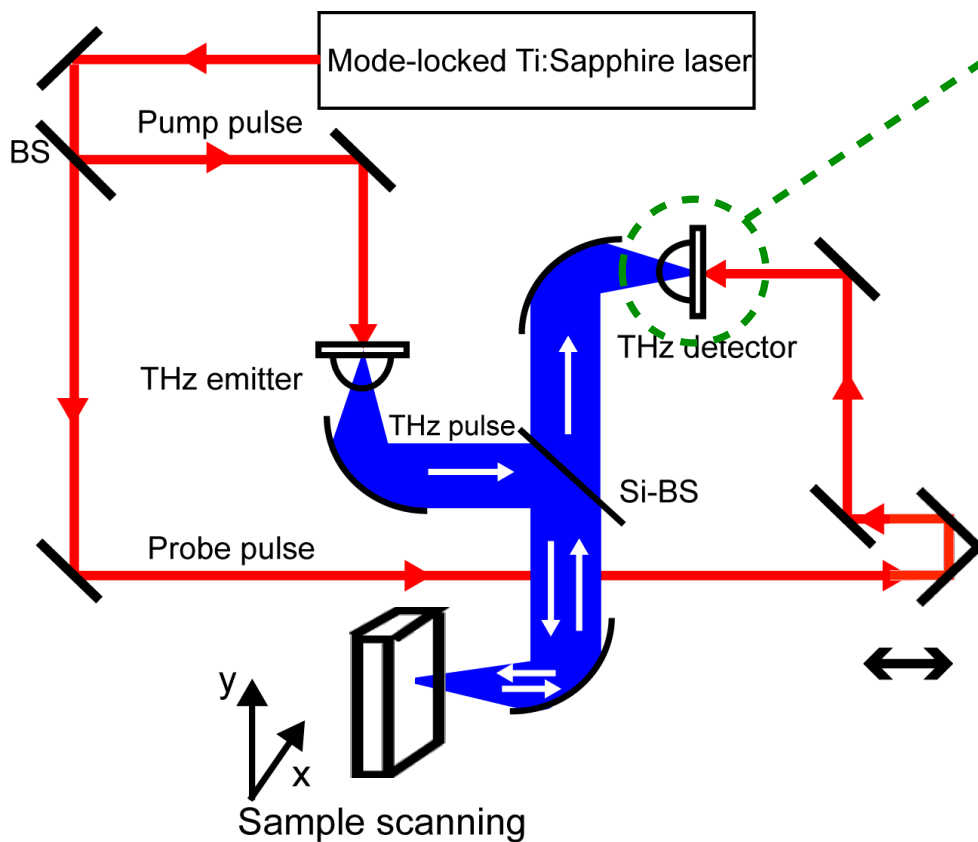 Mode-locked Ti:Sapphire laser
Pump pulse
BS
THz detector
THz emitter
THz pulse
Si-BS
Probe pulse
y
x
Sample scanning